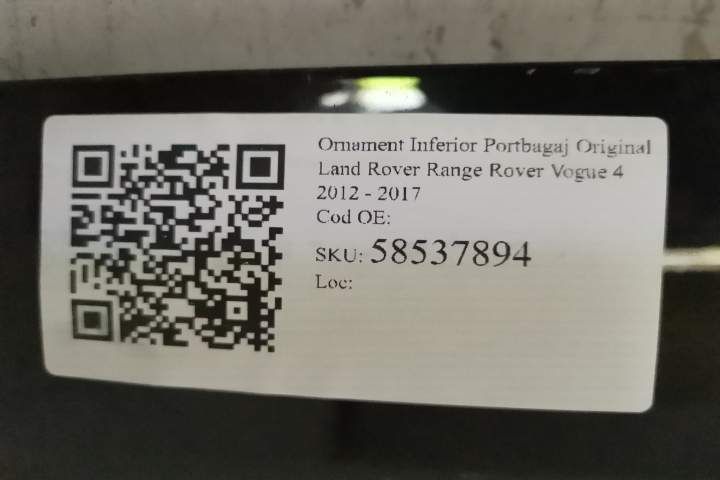 Ornament Inferior Portbagaj Original
Land Rover Range Rover Vogue 4
2012 - 2017
Cod OE:
SKU: 58537894
Loc: